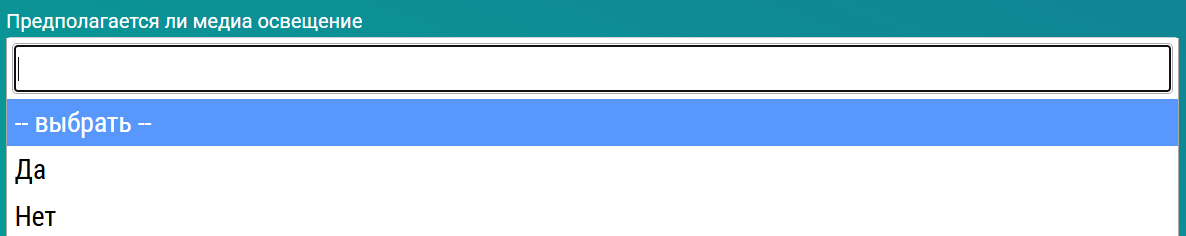 Предполагается ли медиа освещение
-- выбрать --
Да
Нет